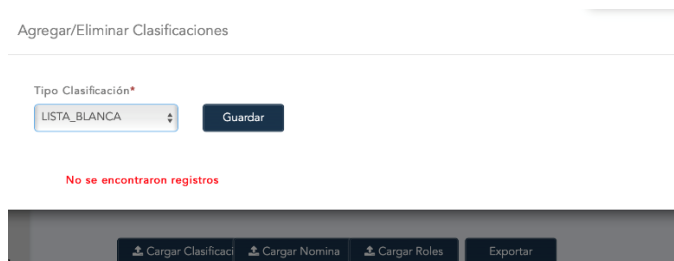 Agregar/Eliminar Clasificaciones
Tipo Clasificación*
LISTA_BLANCA Guardar
No se encontraron registros
Cargar Clasificaci Cargar Nomina Cargar Roles Exportar